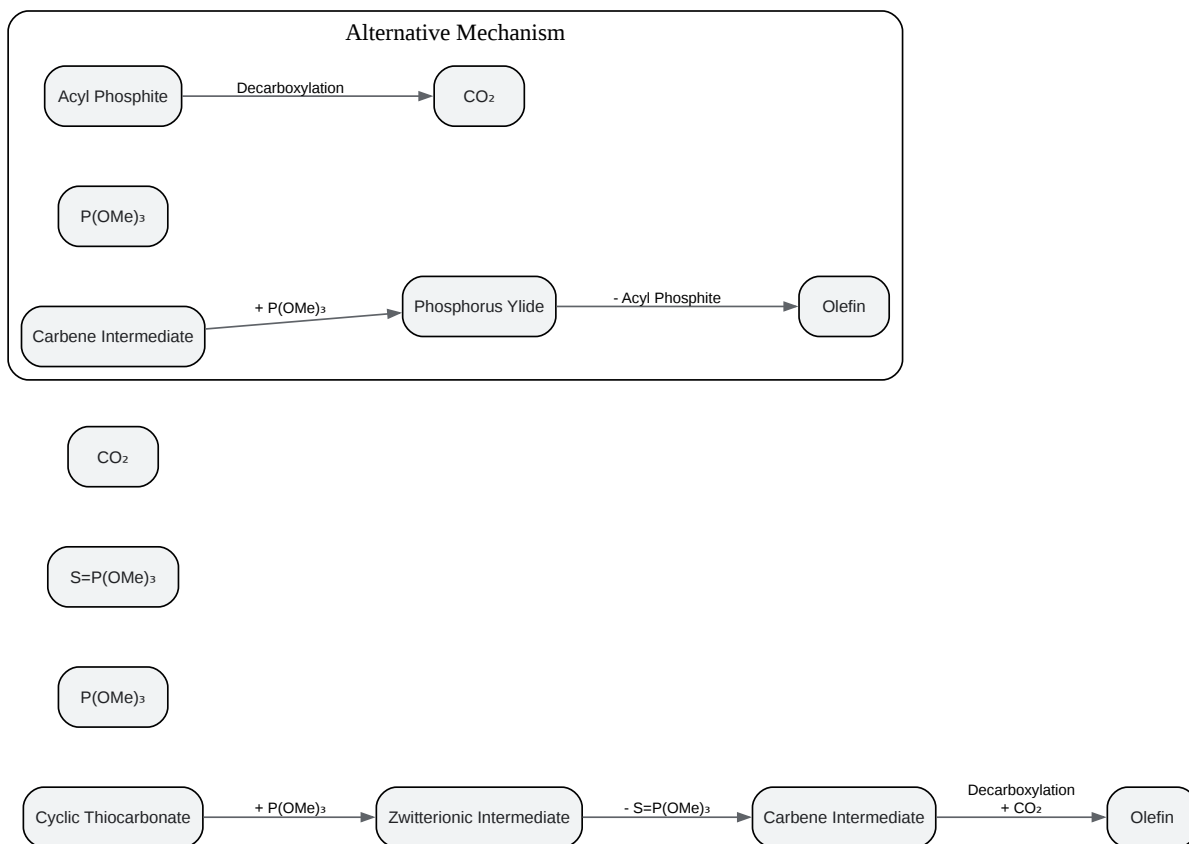 Alternative Mechanism
Acyl Phosphite
Decarboxylation
CO₂
P(OMe)₃
Carbene Intermediate
+ P(OMe)₃
Phosphorus Ylide
- Acyl Phosphite
Olefin
CO₂
S=P(OMe)₃
P(OMe)₃
Cyclic Thiocarbonate
+ P(OMe)₃
Zwitterionic Intermediate
- S=P(OMe)₃
Carbene Intermediate
Decarboxylation
+ CO₂
Olefin